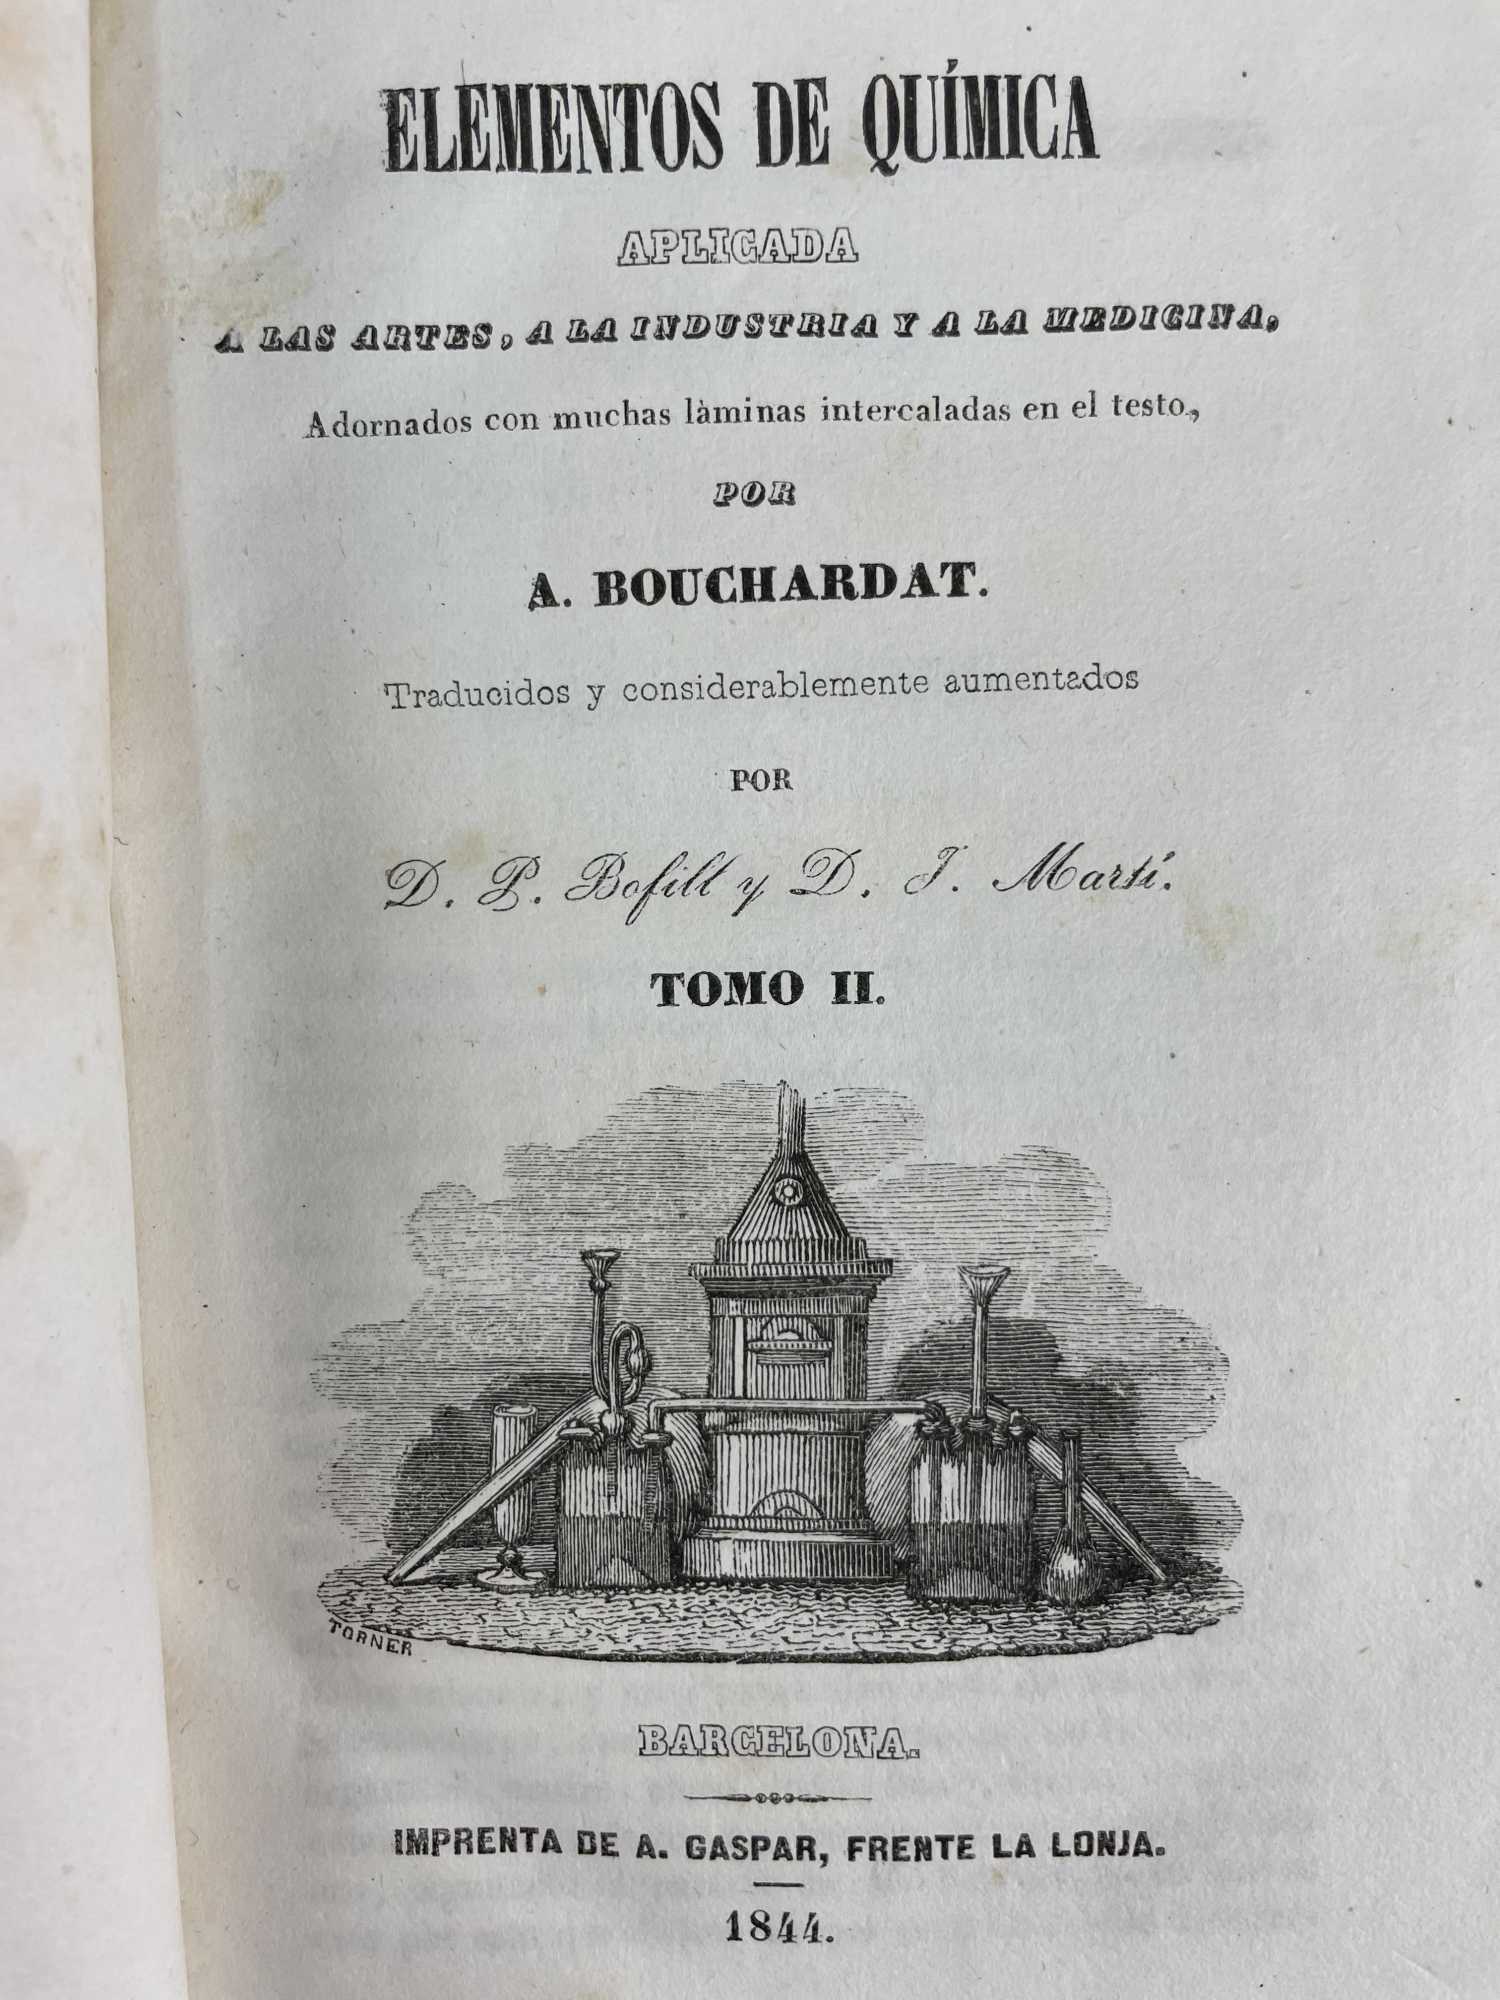 ELEMENTOS DE QUÍMICA
APLICADA
A LAS ARTES, A LA INDUSTRIA Y A LA MEDICINA,
Adornados con muchas làminas intercaladas en el testo,
POR
A. BOUCHARDAT.
Traducidos y considerablemente aumentados
POR
D. P. Bofill y D. J. Martí.
TOMO II.
TORNER
BARCELONA.
IMPRENTA DE A. GASPAR, FRENTE LA LONJA.
1844.